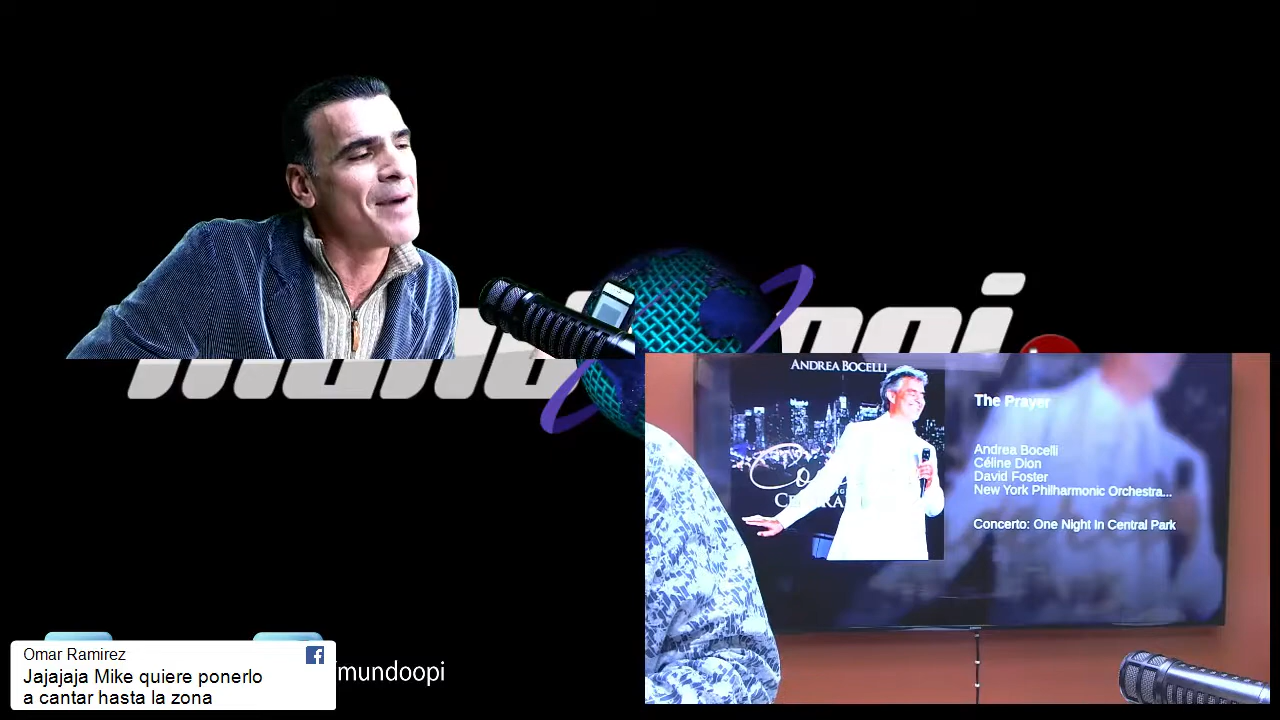 mundoopi
ANDREA BOCELLI
The Prayer
Andrea Bocelli
Céline Dion
David Foster
New York Philharmonic Orchestra...
Concerto: One Night In Central Park
Omar Ramirez
Jajajaja Mike quiere ponerlo
a cantar hasta la zona
/mundoopi